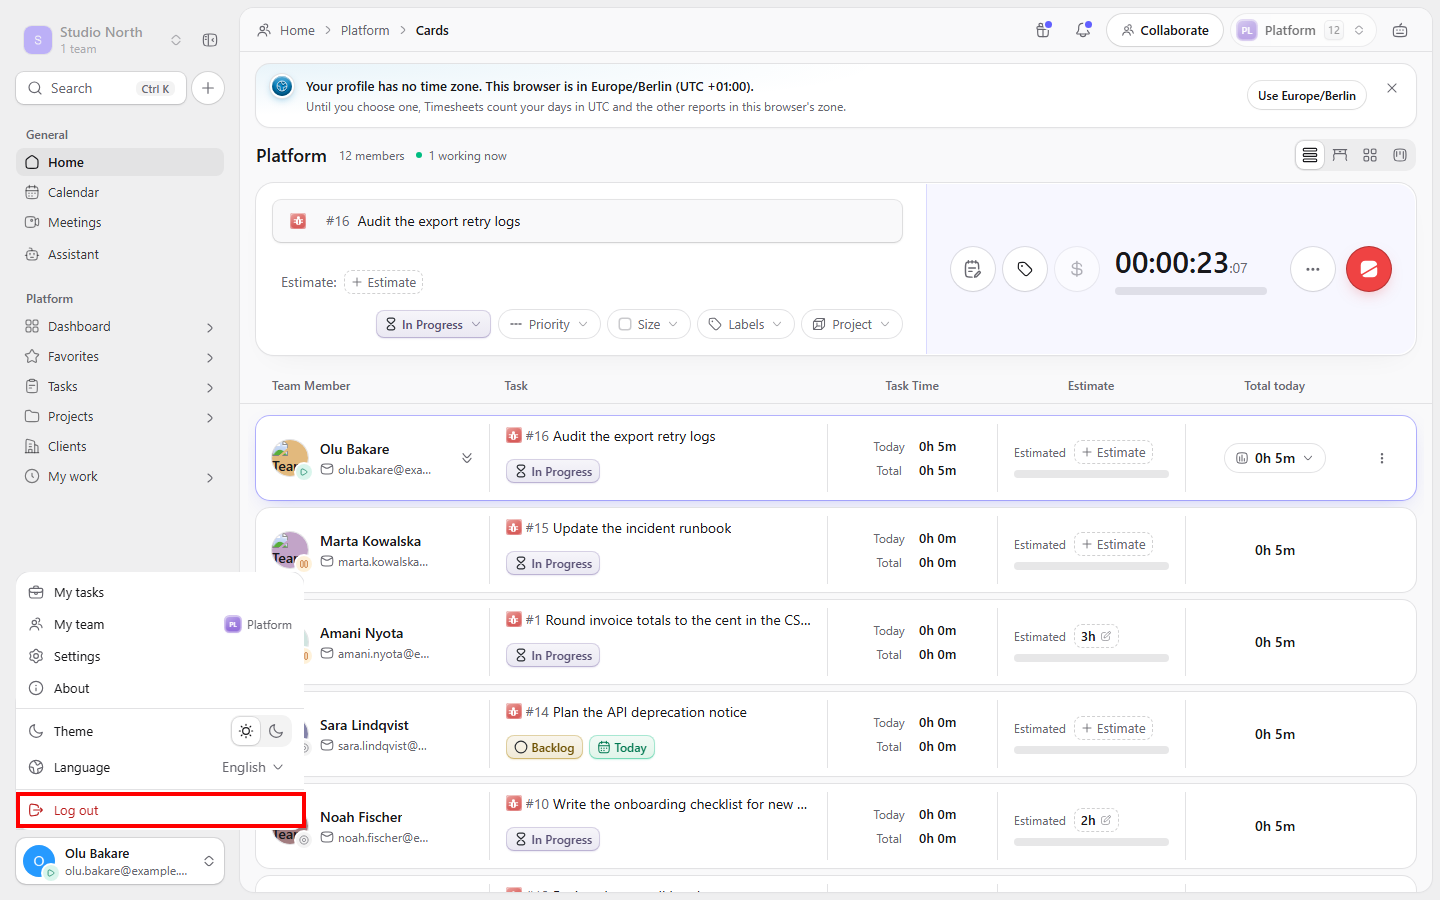 S
Studio North
1 team
Search
Ctrl K
General
Home
Calendar
Meetings
Assistant
Platform
Dashboard
Favorites
Tasks
Projects
Clients
My work
My tasks
My team
PL Platform
Settings
About
Theme
Language
English
Log out
O
Olu Bakare
olu.bakare@example....
Home
Platform
Cards
Collaborate
PL Platform 12
Your profile has no time zone. This browser is in Europe/Berlin (UTC +01:00).
Until you choose one, Timesheets count your days in UTC and the other reports in this browser's zone.
Use Europe/Berlin
Platform
12 members
1 working now
#16 Audit the export retry logs
Estimate:
+ Estimate
In Progress
Priority
Size
Labels
Project
$
00:00:23:07
Team Member
Task
Task Time
Estimate
Total today
Olu Bakare
olu.bakare@exa...
#16 Audit the export retry logs
In Progress
Today 0h 5m
Total 0h 5m
Estimated + Estimate
0h 5m
Marta Kowalska
marta.kowalska...
#15 Update the incident runbook
In Progress
Today 0h 0m
Total 0h 0m
Estimated + Estimate
0h 5m
Amani Nyota
amani.nyota@e...
#1 Round invoice totals to the cent in the CS...
In Progress
Today 0h 0m
Total 0h 0m
Estimated 3h
0h 5m
Sara Lindqvist
sara.lindqvist@...
#14 Plan the API deprecation notice
Backlog
Today
Today 0h 0m
Total 0h 0m
Estimated + Estimate
0h 5m
Noah Fischer
noah.fischer@e...
#10 Write the onboarding checklist for new ...
In Progress
Today 0h 0m
Total 0h 0m
Estimated 2h
0h 5m